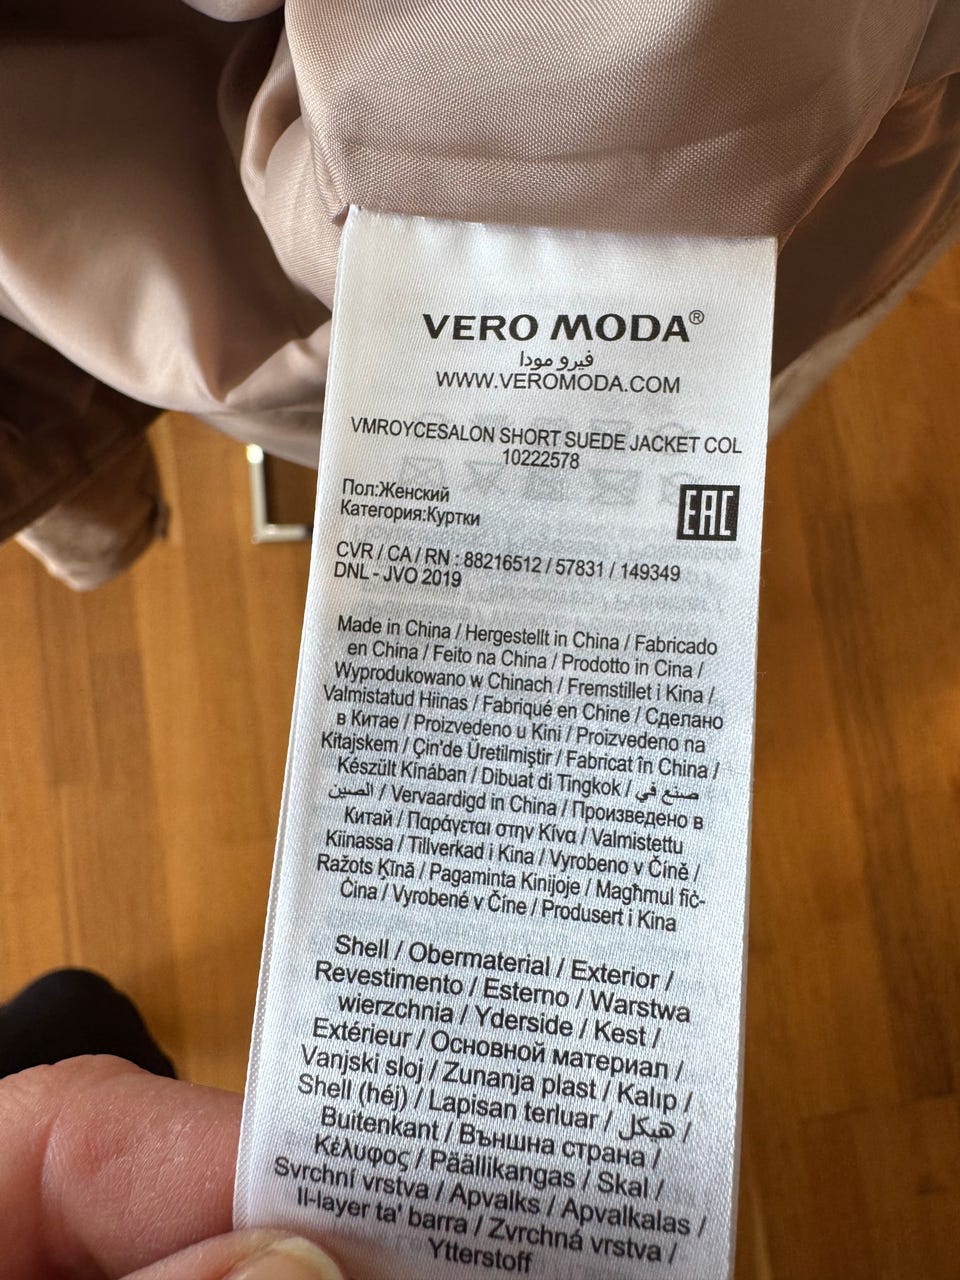 VERO MODA®
فيرو مودا
WWW.VEROMODA.COM
VMROYCESALON SHORT SUEDE JACKET COL
10222578
Пол:Женский
Категория:Куртки
EAC
CVR / CA / RN : 88216512 / 57831 / 149349
DNL - JVO 2019
Made in China / Hergestellt in China / Fabricado
en China / Feito na China / Prodotto in Cina /
Wyprodukowano w Chinach / Fremstillet i Kina /
Valmistatud Hiinas / Fabriqué en Chine / Сделано
в Китае / Proizvedeno u Kini / Proizvedeno na
Kitajskem / Çin'de Üretilmiştir / Fabricat în China /
Készült Kínában / Dibuat di Tingkok / صنع في
الصين / Vervaardigd in China / Произведено в
Китай / Παράγεται στην Κίνα / Valmistettu
Kiinassa / Tillverkad i Kina / Vyrobeno v Číně /
Ražots Ķīnā / Pagaminta Kinijoje / Magħmul fiċ-
Ċina / Vyrobené v Číne / Produsert i Kina
Shell / Obermaterial / Exterior /
Revestimento / Esterno / Warstwa
wierzchnia / Yderside / Kest /
Extérieur / Основной материал /
Vanjski sloj / Zunanja plast / Kalıp /
Shell (héj) / Lapisan terluar / هيكل /
Buitenkant / Външна страна /
Κέλυφος / Päällikangas / Skal /
Svrchní vrstva / Apvalks / Apvalkalas /
Il-layer ta' barra / Zvrchná vrstva /
Ytterstoff